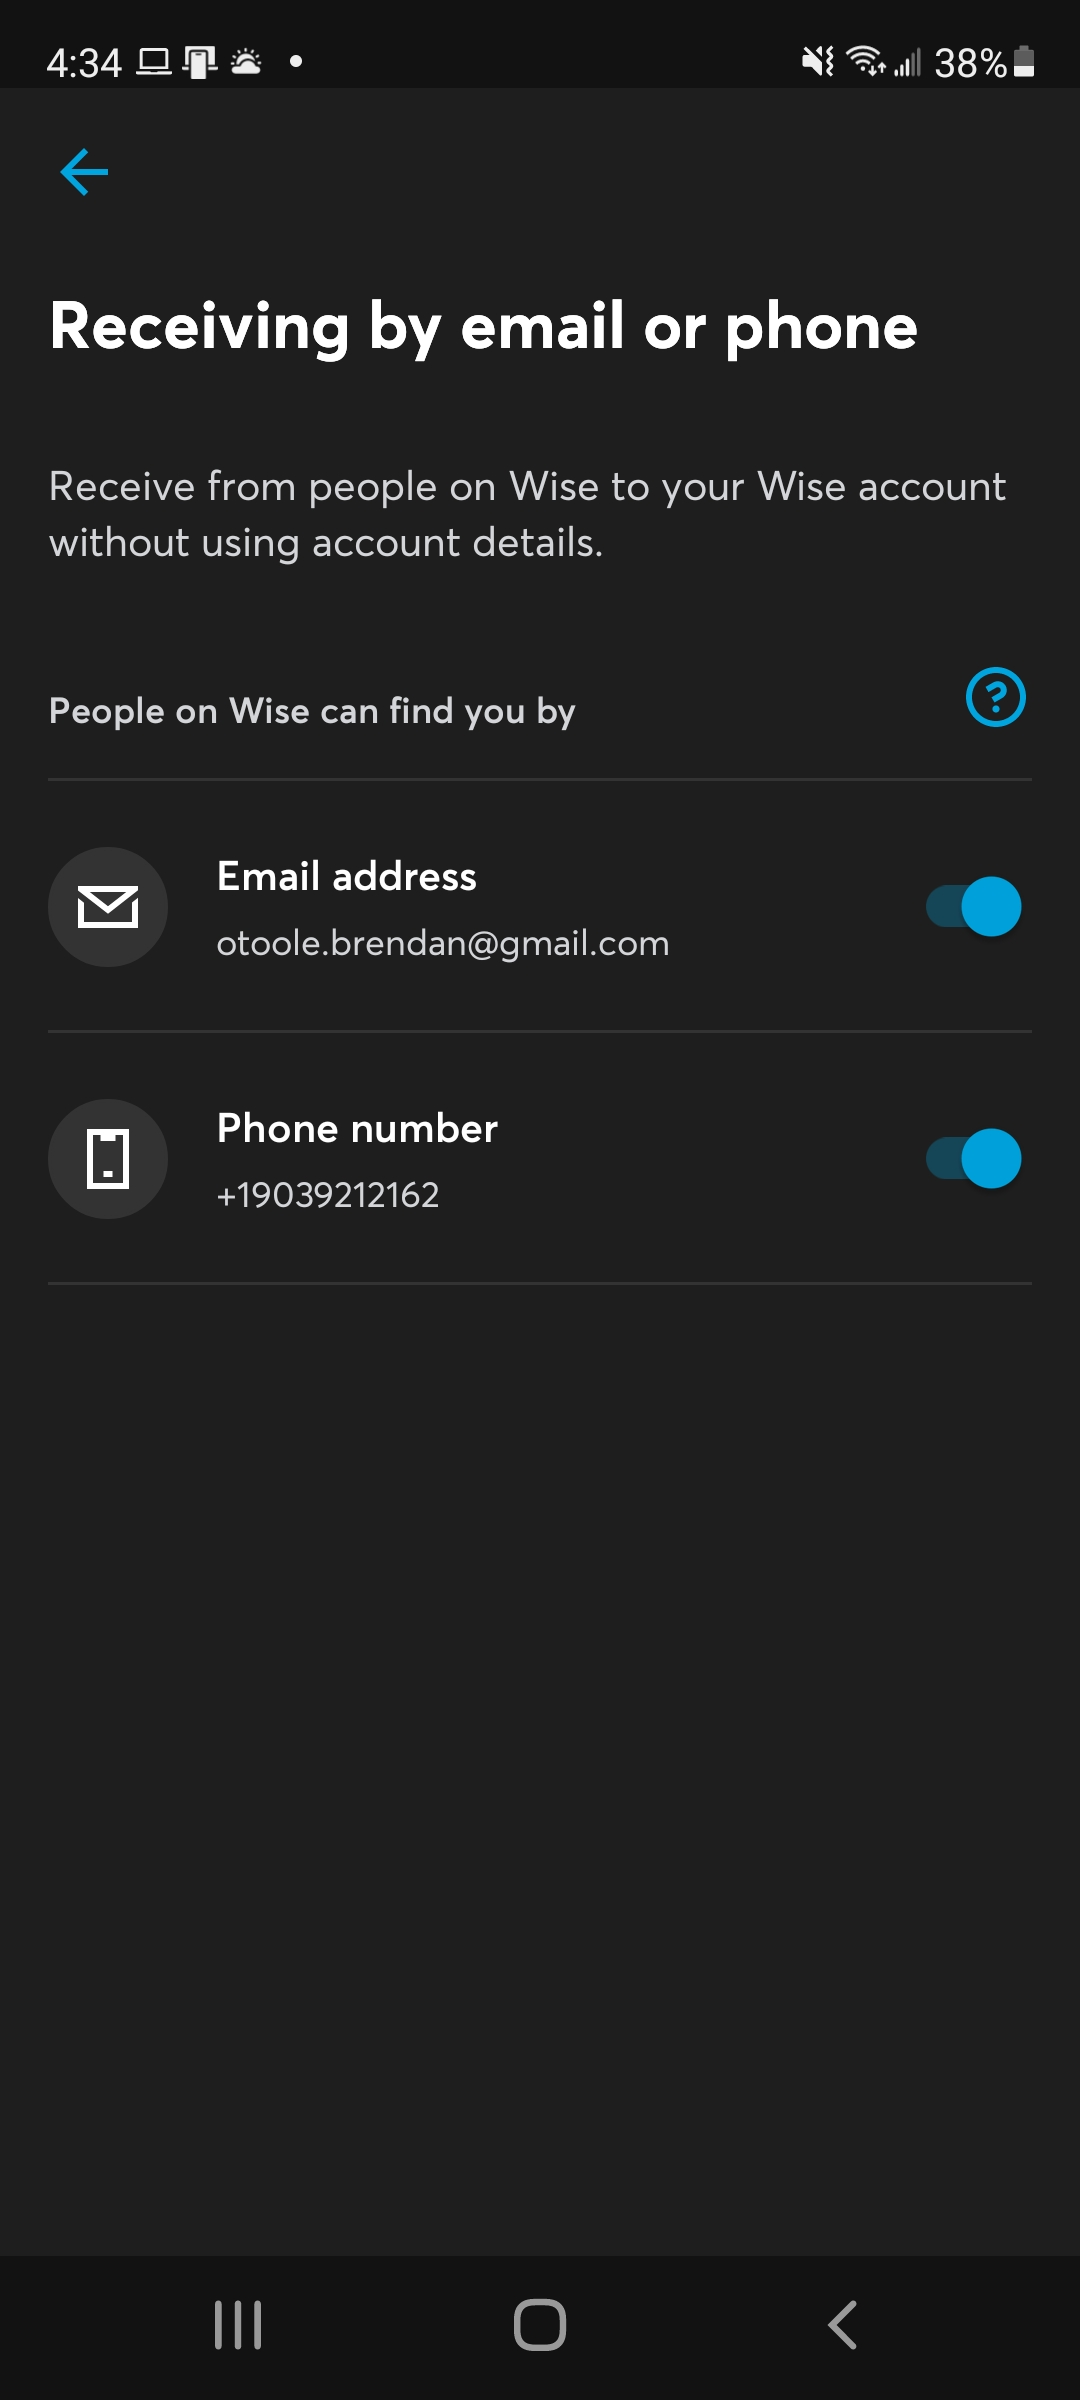 4:34
38%
Receiving by email or phone
Receive from people on Wise to your Wise account
without using account details.
People on Wise can find you by
Email address
otoole.brendan@gmail.com
Phone number
+19039212162